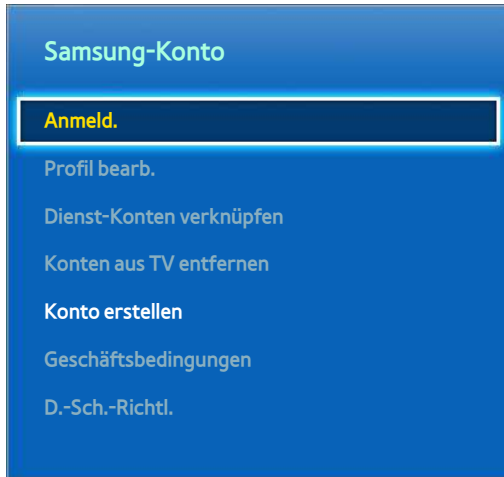 Samsung-Konto
Anmeld.
Profil bearb.
Dienst-Konten verknüpfen
Konten aus TV entfernen
Konto erstellen
Geschäftsbedingungen
D.-Sch.-Richtl.